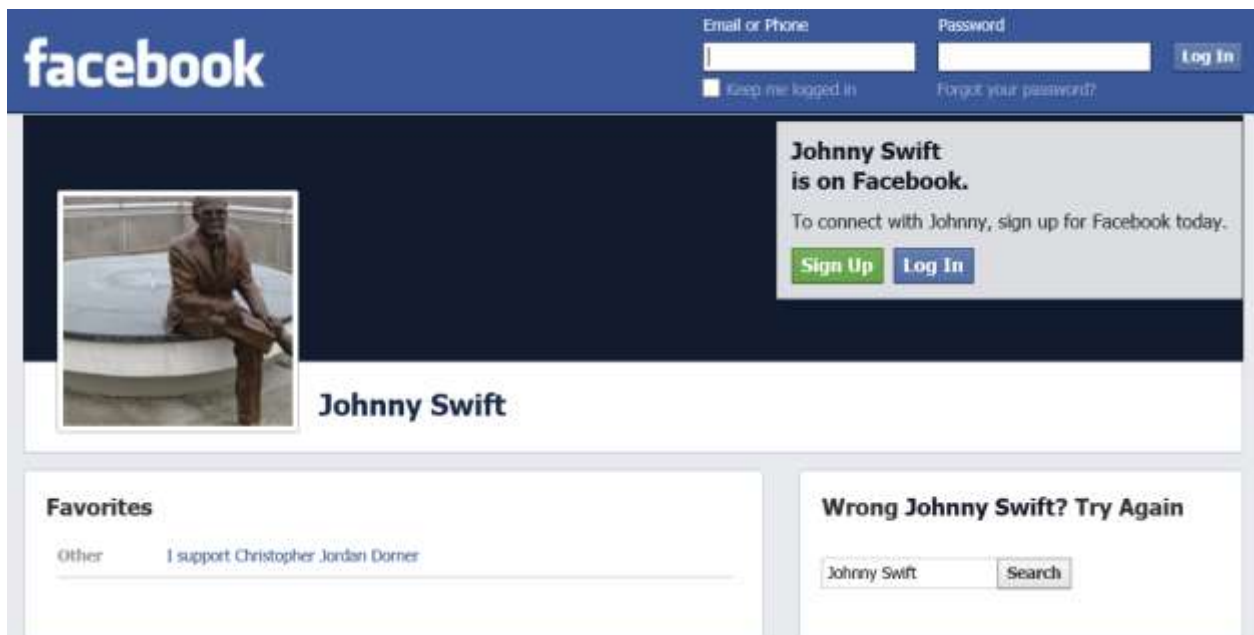 facebook
Email or Phone
Password
Log In
Keep me logged in
Forgot your password?
Johnny Swift
is on Facebook.
To connect with Johnny, sign up for Facebook today.
Sign Up
Log In
Johnny Swift
Favorites
Other
I support Christopher Jordan Dorner
Wrong Johnny Swift? Try Again
Johnny Swift
Search